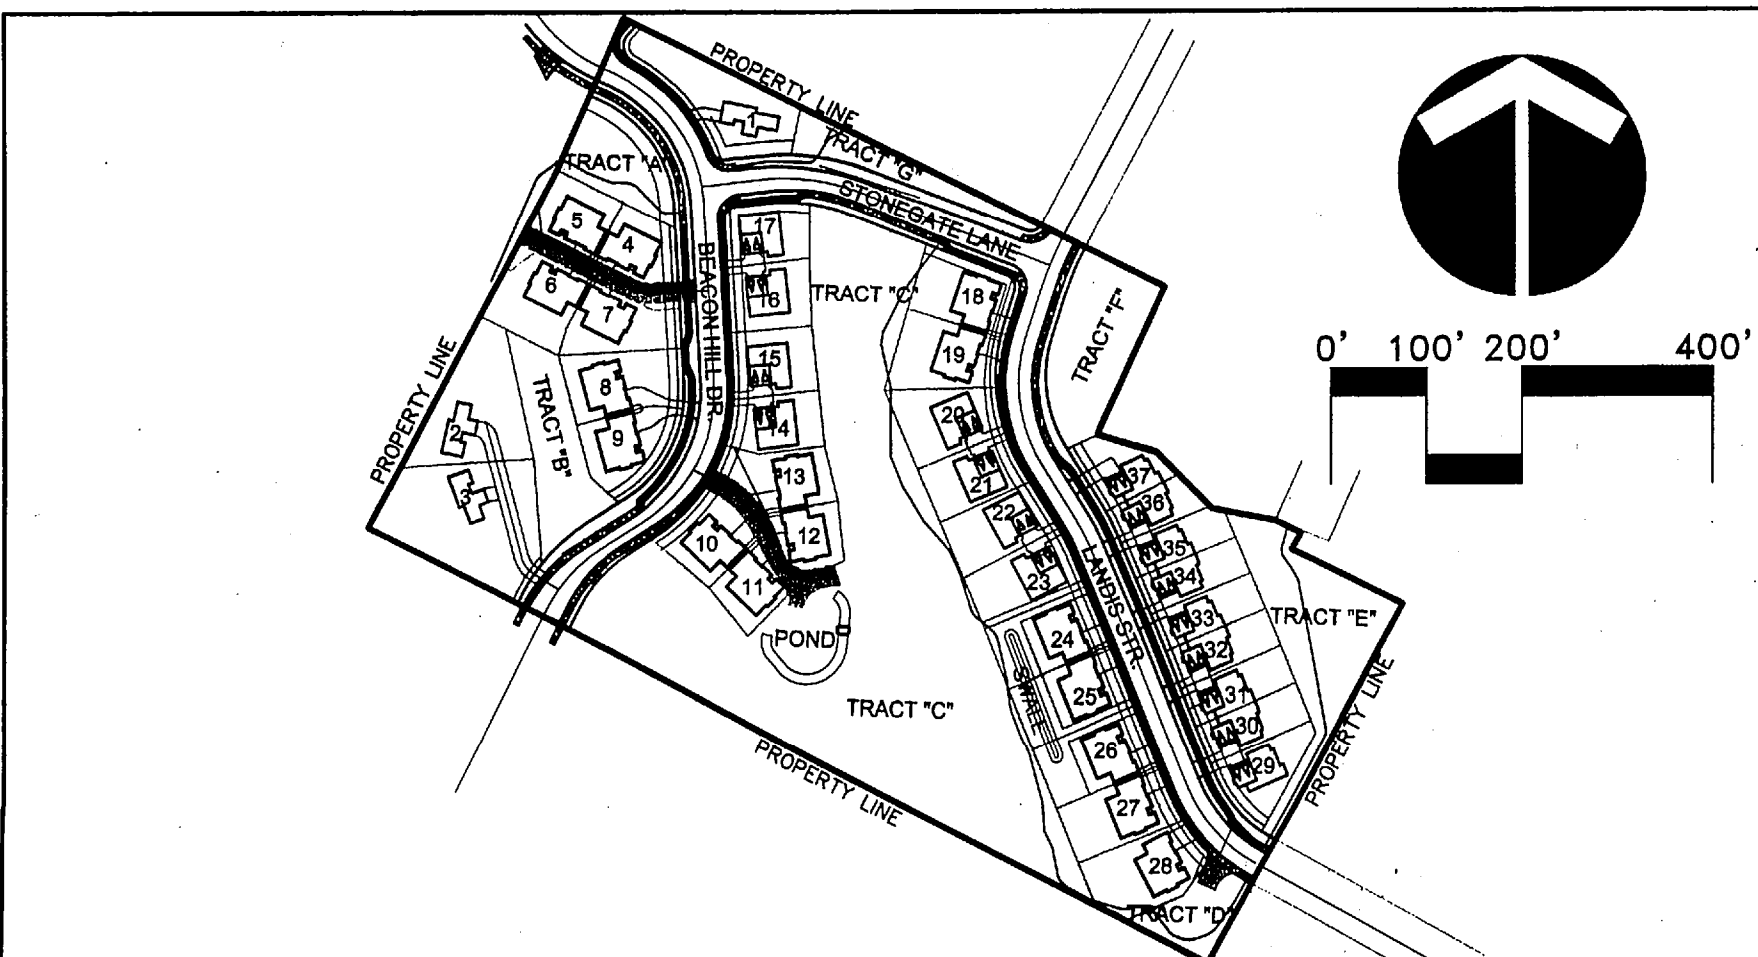 PROPERTY LINE
1
TRACT "G"
TRACT "A"
STONEGATE LANE
5
4
17
BEACON HILL DR.
6
7
16
TRACT "C"
18
TRACT "F"
0' 100' 200' 400'
15
19
PROPERTY LINE
8
TRACT "B"
14
20
2
9
13
21
37
3
36
22
12
10
35
LANDIS STR.
34
23
11
33
TRACT "E"
POND
24
32
25
SWALE
31
TRACT "C"
30
26
PROPERTY LINE
29
PROPERTY LINE
27
28
TRACT "D"